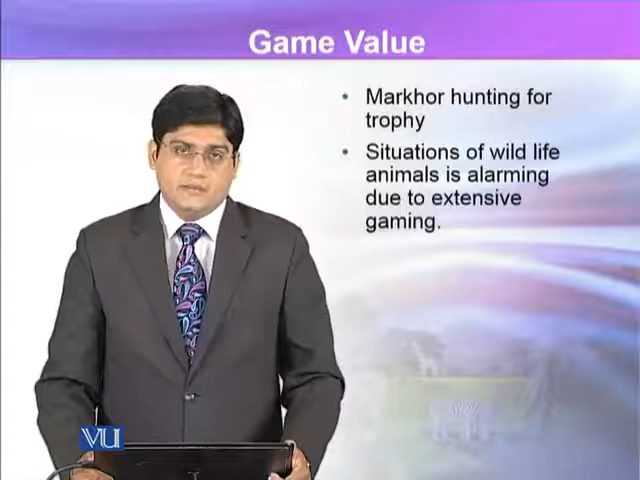 Game Value
• Markhor hunting for
trophy
• Situations of wild life
animals is alarming
due to extensive
gaming.
VU